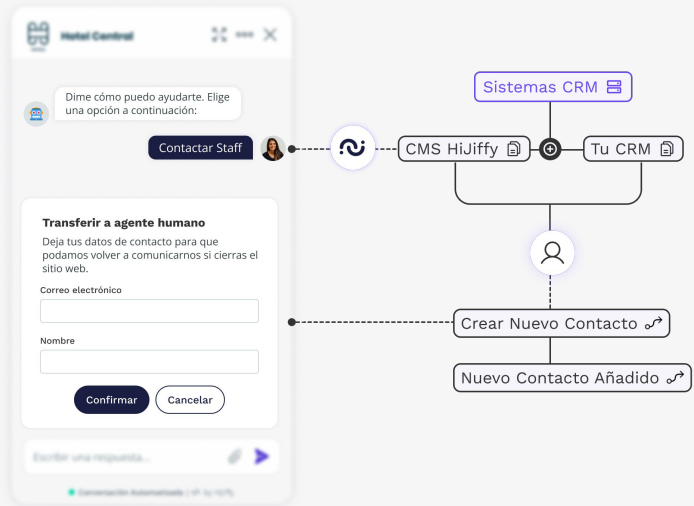 Hotel Central
Dime cómo puedo ayudarte. Elige
una opción a continuación:
Contactar Staff
Transferir a agente humano
Deja tus datos de contacto para que
podamos volver a comunicarnos si cierras el
sitio web.
Correo electrónico
Nombre
Confirmar
Cancelar
Escribir una respuesta...
Conversación Automatizada
Sistemas CRM
CMS HiJiffy
Tu CRM
Crear Nuevo Contacto
Nuevo Contacto Añadido